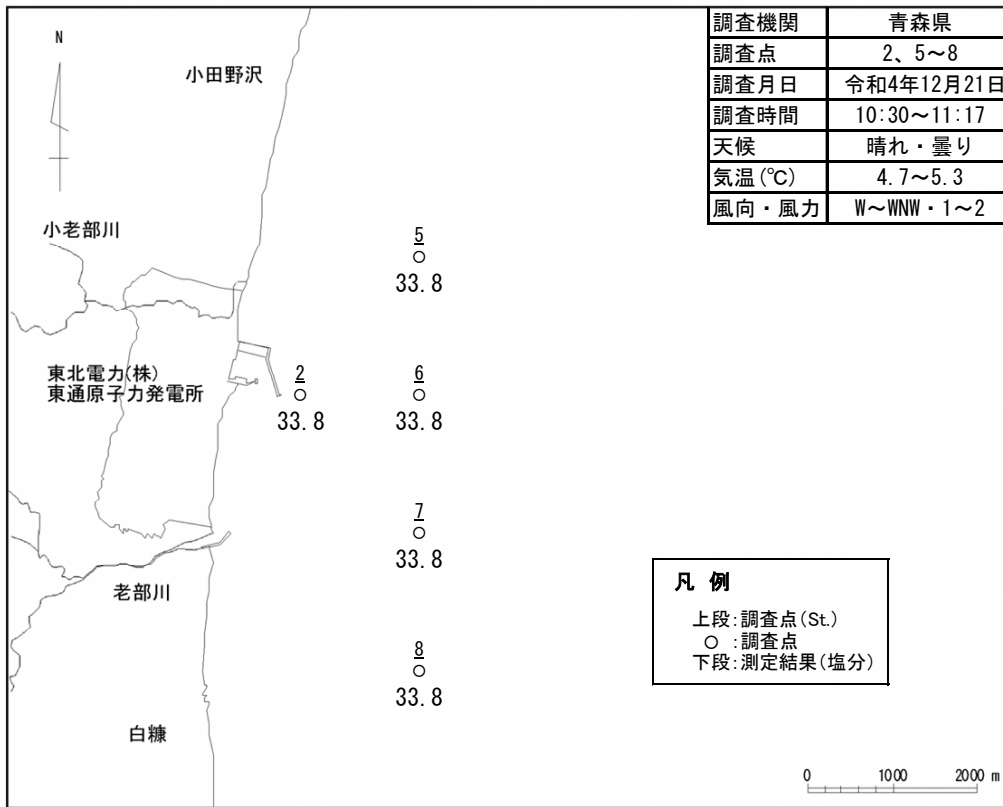 調査機関 青森県
調査点 2、5～8
調査月日 令和4年12月21日
調査時間 10:30～11:17
天候 晴れ・曇り
気温(℃) 4.7～5.3
風向・風力 W～WNW・1～2
N
小田野沢
小老部川
5
33.8
東北電力(株)
東通原子力発電所
2
33.8
6
33.8
7
33.8
老部川
8
33.8
白糠
凡 例
上段:調査点(St.)
○ :調査点
下段:測定結果(塩分)
0 1000 2000 m